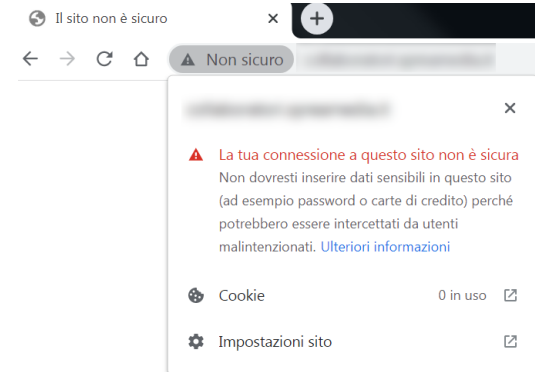 Il sito non è sicuro
Non sicuro
La tua connessione a questo sito non è sicura
Non dovresti inserire dati sensibili in questo sito
(ad esempio password o carte di credito) perché
potrebbero essere intercettati da utenti
malintenzionati. Ulteriori informazioni
Cookie 0 in uso
Impostazioni sito